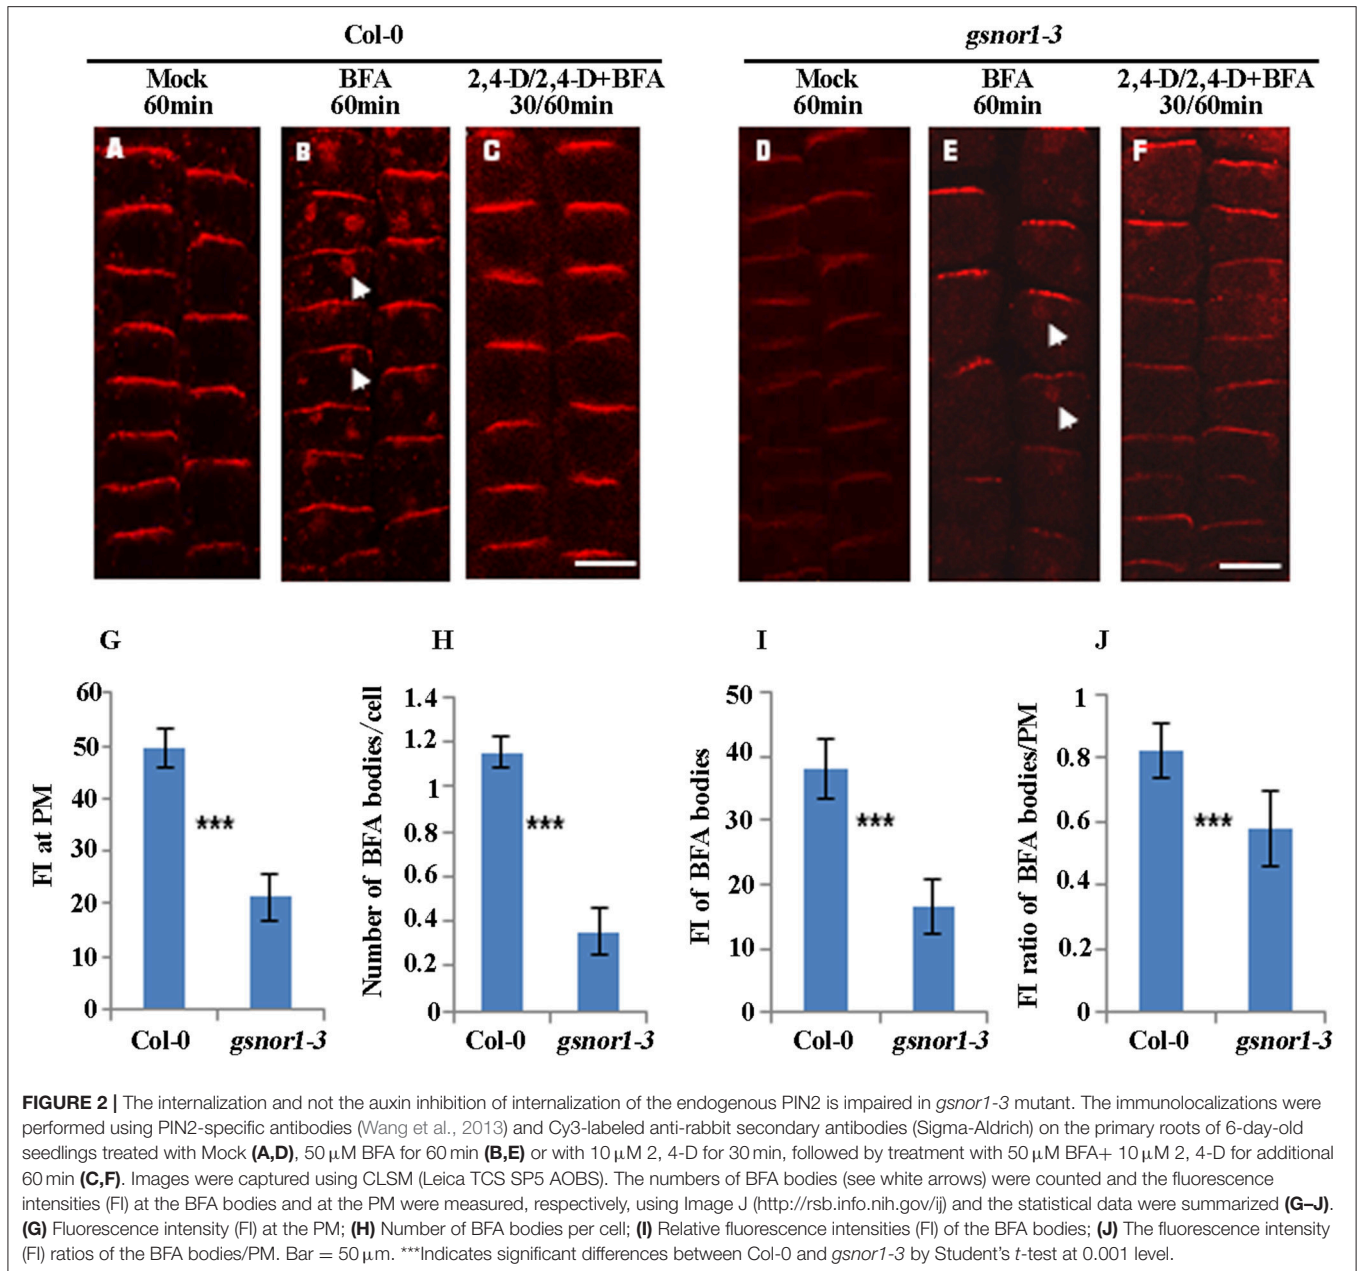 Col-0
gsnor1-3
Mock
60min
BFA
60min
2,4-D/2,4-D+BFA
30/60min
Mock
60min
BFA
60min
2,4-D/2,4-D+BFA
30/60min
A
B
C
D
E
F
G
H
I
J
FI at PM
60
50
40
30
20
10
0
***
Col-0
gsnor1-3
Number of BFA bodies/cell
1.4
1.2
1
0.8
0.6
0.4
0.2
0
***
Col-0
gsnor1-3
FI of BFA bodies
50
40
30
20
10
0
***
Col-0
gsnor1-3
FI ratio of BFA bodies/PM
1
0.8
0.6
0.4
0.2
0
***
Col-0
gsnor1-3
FIGURE 2 | The internalization and not the auxin inhibition of internalization of the endogenous PIN2 is impaired in gsnor1-3 mutant. The immunolocalizations were
performed using PIN2-specific antibodies (Wang et al., 2013) and Cy3-labeled anti-rabbit secondary antibodies (Sigma-Aldrich) on the primary roots of 6-day-old
seedlings treated with Mock (A,D), 50 μM BFA for 60 min (B,E) or with 10 μM 2, 4-D for 30 min, followed by treatment with 50 μM BFA+ 10 μM 2, 4-D for additional
60 min (C,F). Images were captured using CLSM (Leica TCS SP5 AOBS). The numbers of BFA bodies (see white arrows) were counted and the fluorescence
intensities (FI) at the BFA bodies and at the PM were measured, respectively, using Image J (http://rsb.info.nih.gov/ij) and the statistical data were summarized (G–J).
(G) Fluorescence intensity (FI) at the PM; (H) Number of BFA bodies per cell; (I) Relative fluorescence intensities (FI) of the BFA bodies; (J) The fluorescence intensity
(FI) ratios of the BFA bodies/PM. Bar = 50 μm. ***Indicates significant differences between Col-0 and gsnor1-3 by Student's t-test at 0.001 level.